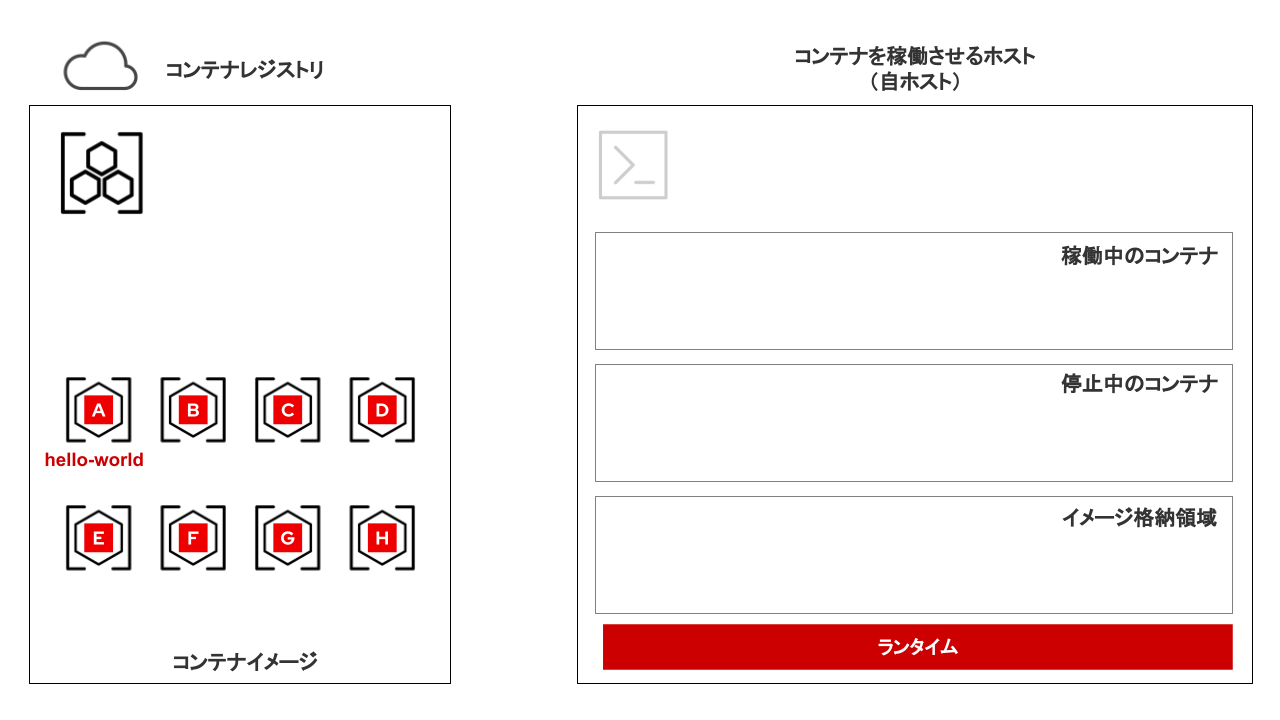 コンテナレジストリ
コンテナを稼働させるホスト
（自ホスト）
稼働中のコンテナ
停止中のコンテナ
A B C D
hello-world
イメージ格納領域
E F G H
ランタイム
コンテナイメージ